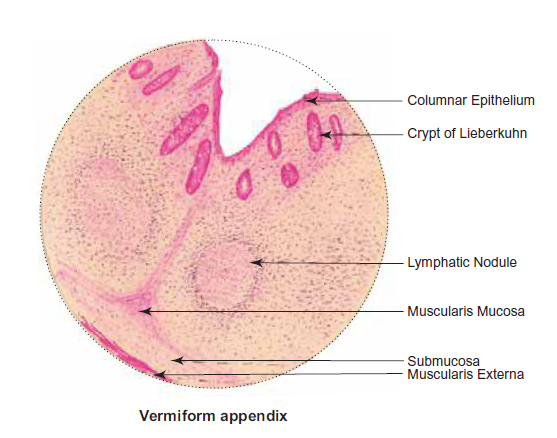 Columnar Epithelium
Crypt of Lieberkuhn
Lymphatic Nodule
Muscularis Mucosa
Submucosa
Muscularis Externa
Vermiform appendix